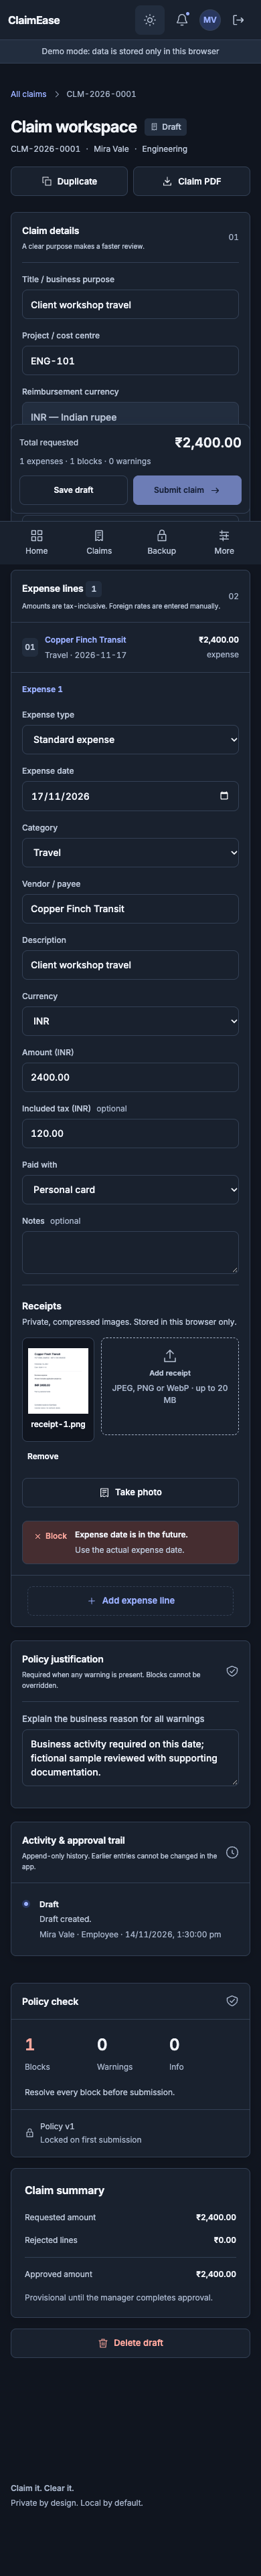 ClaimEase
MV
Demo mode: data is stored only in this browser
All claims > CLM-2026-0001
Claim workspace Draft
CLM-2026-0001 · Mira Vale · Engineering
Duplicate
Claim PDF
Claim details
A clear purpose makes for a faster review.
01
Title / business purpose
Client workshop travel
Project / cost centre
ENG-101
Reimbursement currency
INR — Indian rupee
Total requested ₹2,400.00
1 expenses · 1 blocks · 0 warnings
Save draft
Submit claim →
Home
Claims
Backup
More
Expense lines 1
Amounts are tax-inclusive. Foreign rates are entered manually.
02
01
Copper Finch Transit ₹2,400.00
Travel · 2026-11-17 expense
Expense 1
Expense type
Standard expense
Expense date
17/11/2026
Category
Travel
Vendor / payee
Copper Finch Transit
Description
Client workshop travel
Currency
INR
Amount (INR)
2400.00
Included tax (INR) optional
120.00
Paid with
Personal card
Notes optional
Receipts
Private, compressed images. Stored in this browser only.
Copper Finch Transit
receipt-1.png
Add receipt
JPEG, PNG or WebP · up to 20
MB
Remove
Take photo
× Block
Expense date is in the future.
Use the actual expense date.
+ Add expense line
Policy justification
Required when any warning is present. Blocks cannot be
overridden.
Explain the business reason for all warnings
Business activity required on this date;
fictional sample reviewed with supporting
documentation.
Activity & approval trail
Append-only history. Earlier entries cannot be changed in the
app.
Draft
Draft created.
Mira Vale · Employee · 14/11/2026, 1:30:00 pm
Policy check
1 0 0
Blocks Warnings Info
Resolve every block before submission.
Policy v1
Locked on first submission
Claim summary
Requested amount ₹2,400.00
Rejected lines ₹0.00
Approved amount ₹2,400.00
Provisional until the manager completes approval.
Delete draft
Claim it. Clear it.
Private by design. Local by default.